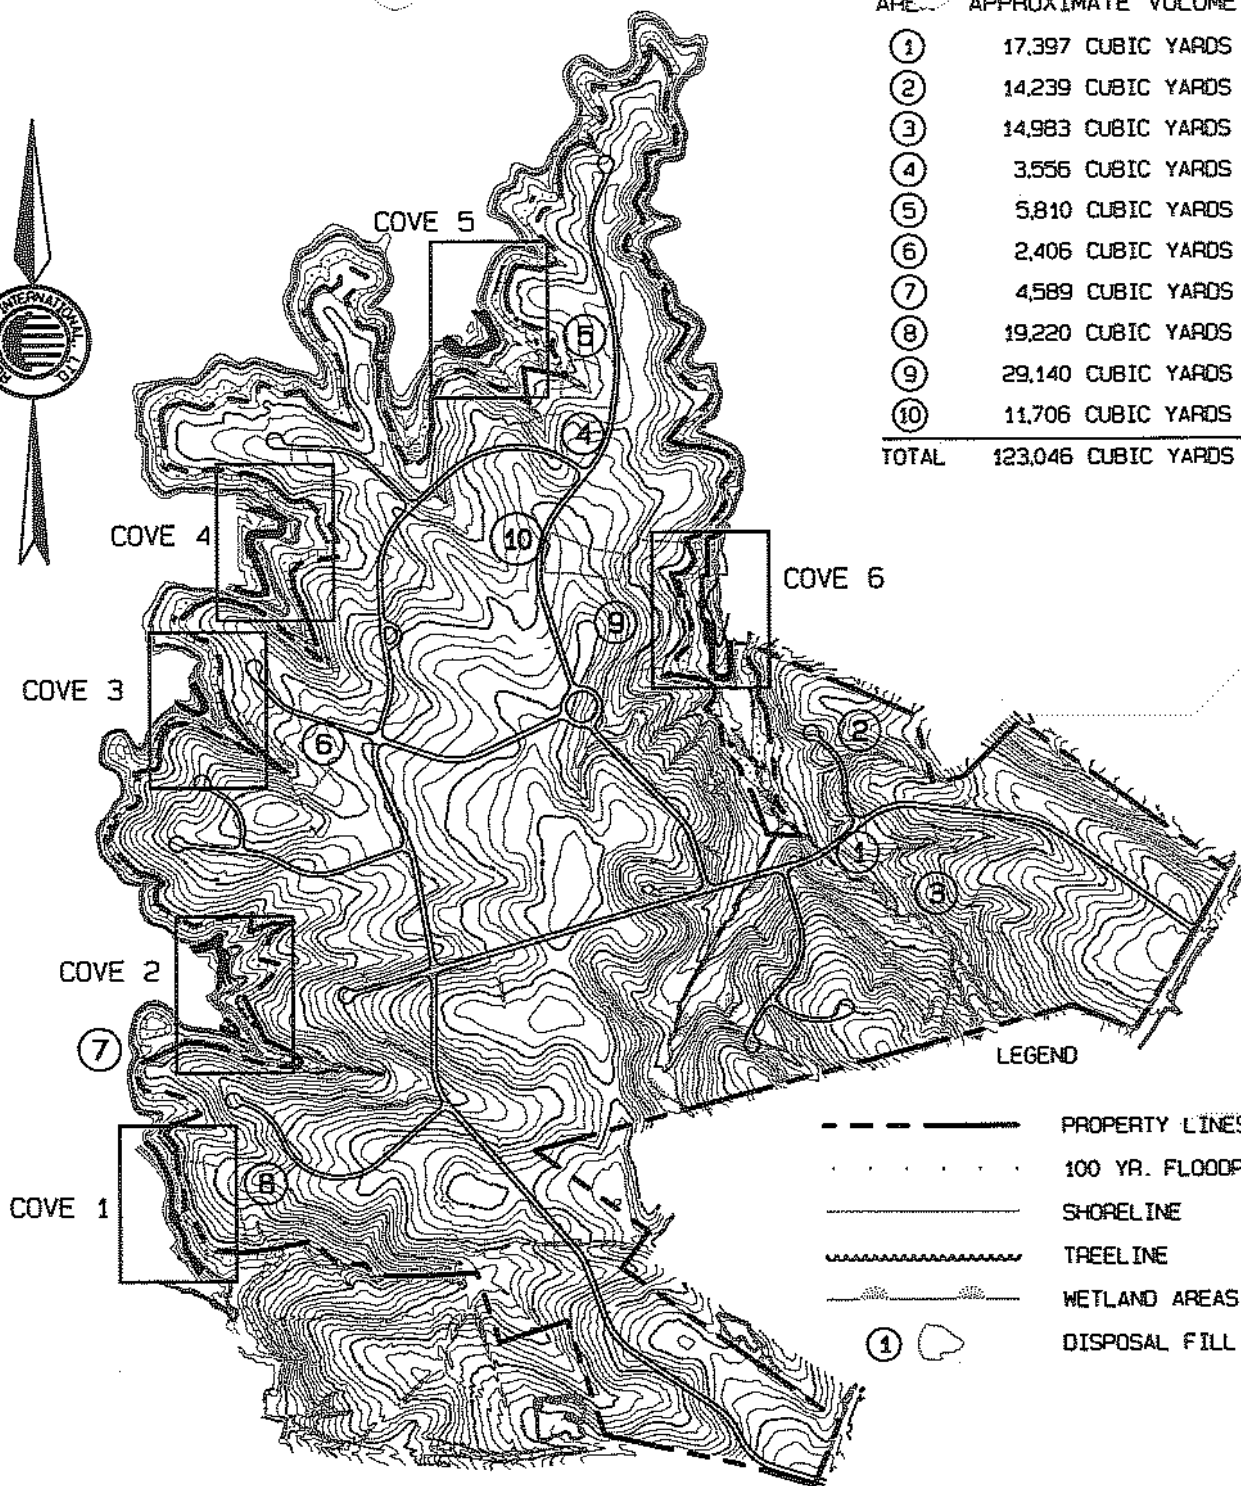 APPROXIMATE VOLUME
1 17,397 CUBIC YARDS
2 14,239 CUBIC YARDS
3 14,983 CUBIC YARDS
4 3,556 CUBIC YARDS
5 5,810 CUBIC YARDS
6 2,406 CUBIC YARDS
7 4,589 CUBIC YARDS
8 19,220 CUBIC YARDS
9 29,140 CUBIC YARDS
10 11,706 CUBIC YARDS
TOTAL 123,046 CUBIC YARDS
INTERNATIONAL, LTD
COVE 5
5
4
COVE 4
10
COVE 6
9
COVE 3
6
2
1
3
COVE 2
7
COVE 1
8
LEGEND
PROPERTY LINES
100 YR.
SHORELINE
TREELINE
WETLAND AREAS
1 DISPOSAL FILL